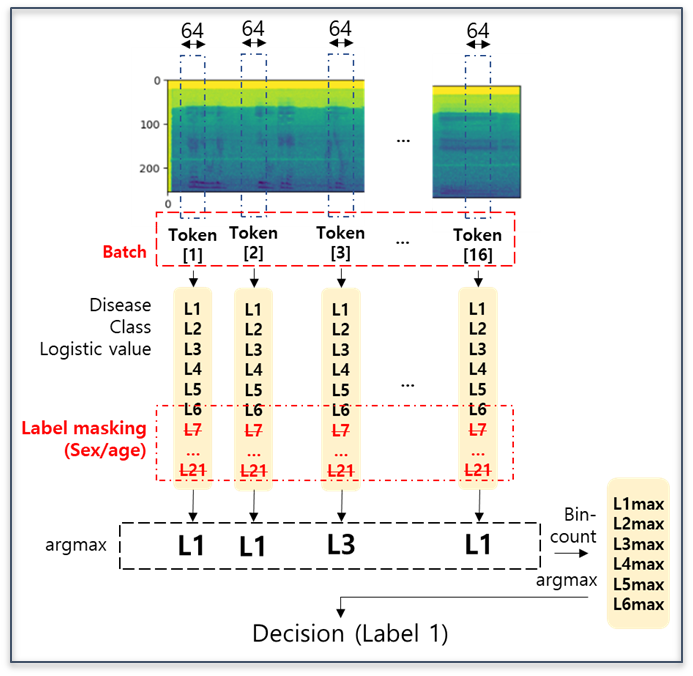 64 64 64 64
0
100
200
0
...
Batch
Token Token Token ... Token
[1] [2] [3] [16]
Disease
Class
Logistic value
L1 L1 L1 L1
L2 L2 L2 L2
L3 L3 L3 L3
L4 L4 L4 L4
...
L5 L5 L5 L5
L6 L6 L6 L6
Label masking
(Sex/age)
L7 L7 L7 L7
... ... ... ...
L21 L21 L21 L21
argmax
L1 L1 L3 L1
Bin-
count
argmax
L1max
L2max
L3max
L4max
L5max
L6max
Decision (Label 1)